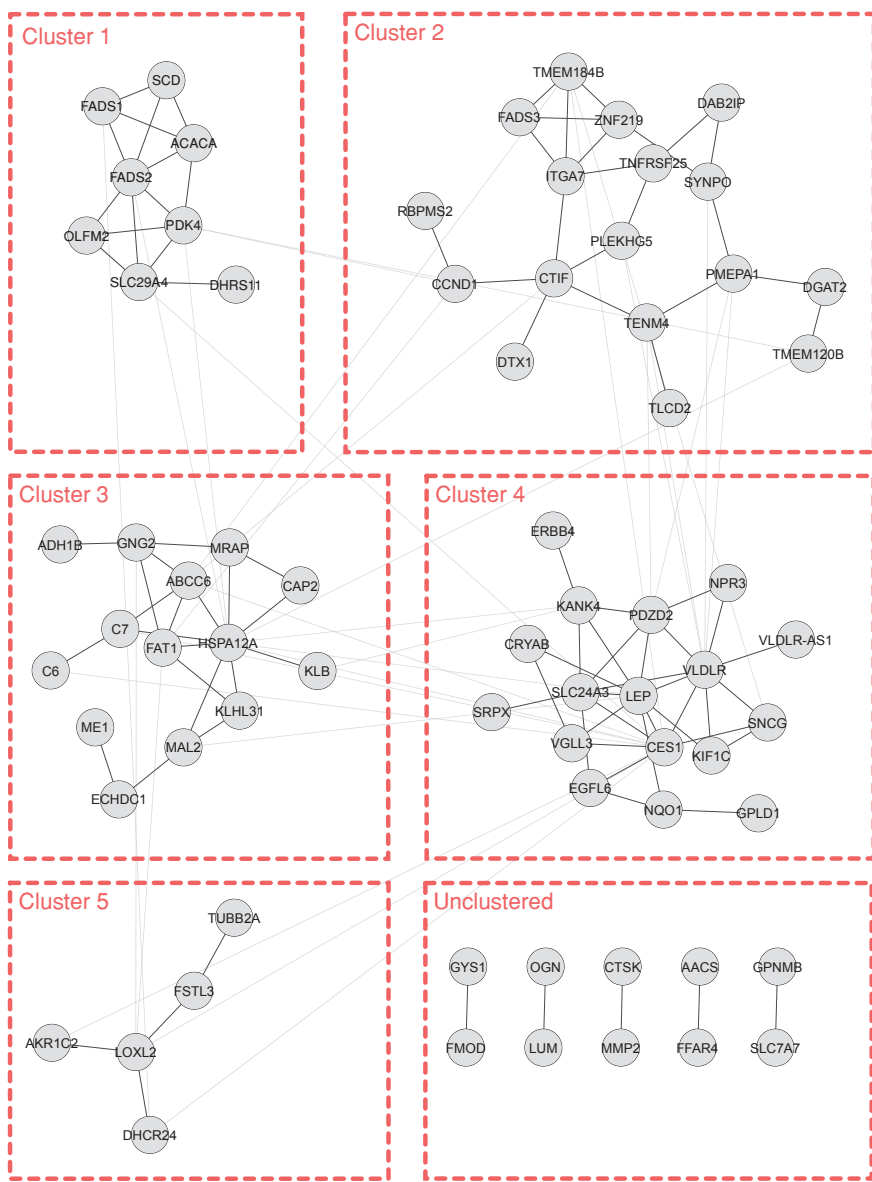 Cluster 1
SCD
FADS1
ACACA
FADS2
PDK4
OLFM2
SLC29A4
DHRS11
Cluster 2
TMEM184B
DAB2IP
FADS3
ZNF219
TNFRSF25
ITGA7
SYNPO
RBPMS2
PLEKHG5
PMEPA1
CCND1
CTIF
DGAT2
TENM4
TMEM120B
DTX1
TLCD2
Cluster 3
ADH1B
GNG2
MRAP
ABCC6
CAP2
C7
FAT1
HSPA12A
C6
KLB
KLHL31
ME1
MAL2
ECHDC1
Cluster 4
ERBB4
NPR3
KANK4
PDZD2
CRYAB
VLDLR-AS1
VLDLR
SLC24A3
LEP
SRPX
SNCG
VGLL3
CES1
KIF1C
EGFL6
NQO1
GPLD1
Cluster 5
TUBB2A
FSTL3
AKR1C2
LOXL2
DHCR24
Unclustered
GYS1
OGN
CTSK
AACS
GPNMB
FMOD
LUM
MMP2
FFAR4
SLC7A7